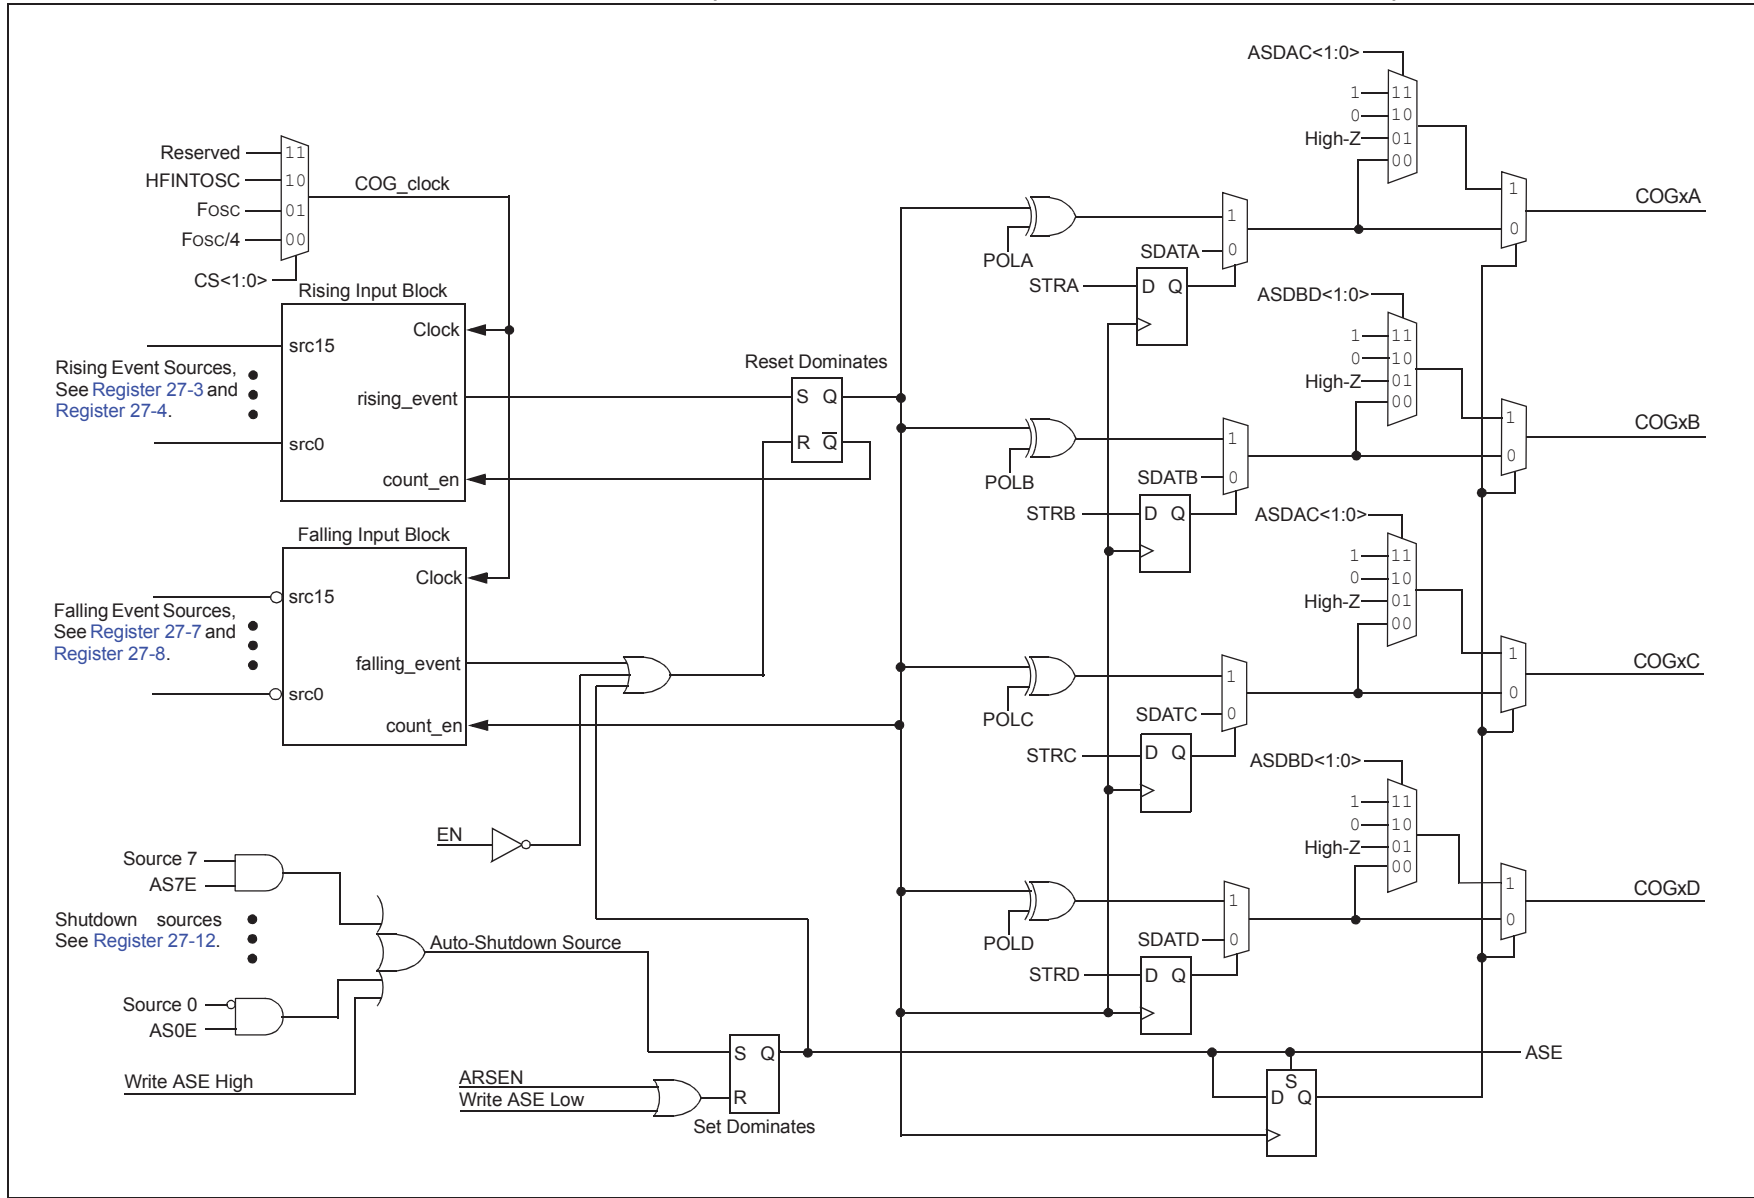 Reserved
11
HFINTOSC
10
FOSC
01
FOSC/4
00
CS<1:0>
COG_clock
Rising Input Block
Clock
src15
Rising Event Sources,
See Register 27-3 and
Register 27-4.
rising_event
src0
count_en
Falling Input Block
Clock
src15
Falling Event Sources,
See Register 27-7 and
Register 27-8.
falling_event
src0
count_en
EN
Source 7
AS7E
Shutdown sources
See Register 27-12.
Source 0
AS0E
Write ASE High
Auto-Shutdown Source
ARSEN
Write ASE Low
S Q
R
Set Dominates
Reset Dominates
S Q
R Q
ASDAC<1:0>
1 11
0 10
High-Z 01
00
POLA
SDATA
1
0
STRA
D Q
1
0
COGxA
ASDBD<1:0>
1 11
0 10
High-Z 01
00
POLB
SDATB
1
0
STRB
D Q
1
0
COGxB
ASDAC<1:0>
1 11
0 10
High-Z 01
00
POLC
SDATC
1
0
STRC
D Q
1
0
COGxC
ASDBD<1:0>
1 11
0 10
High-Z 01
00
POLD
SDATD
1
0
STRD
D Q
1
0
COGxD
ASE
S
D Q